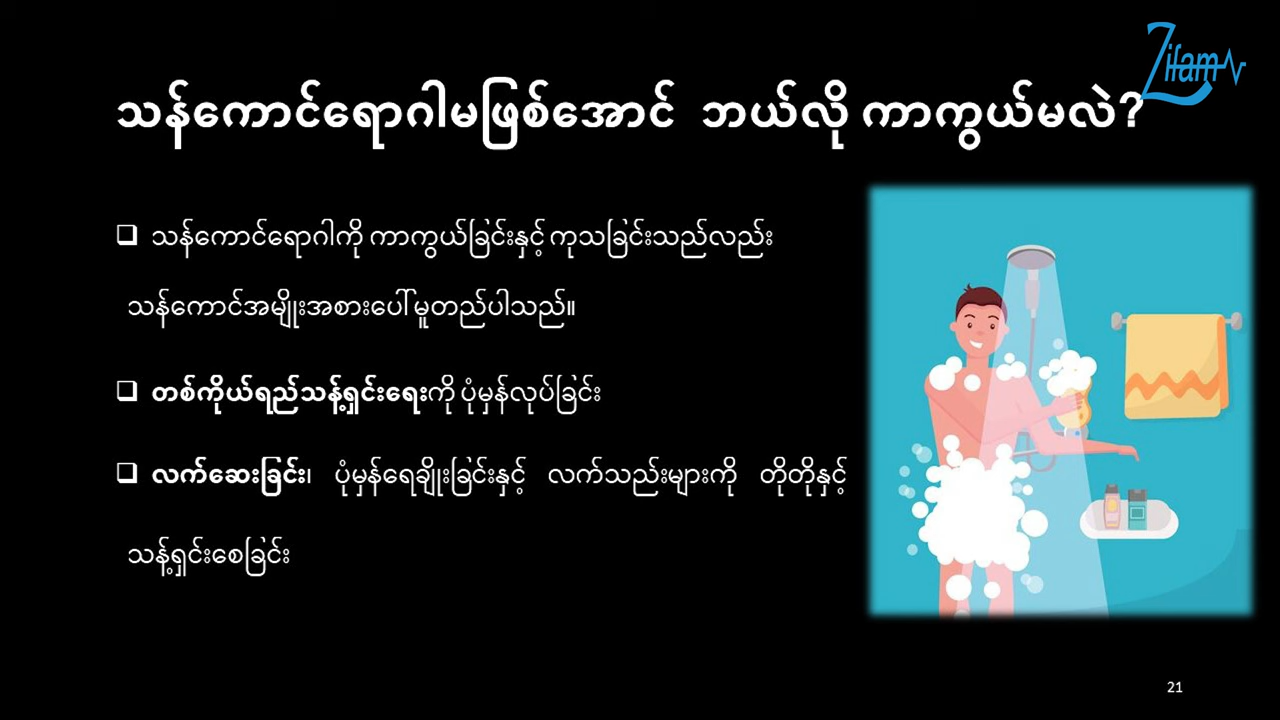 Zifam
သန်ကောင်ရောဂါမဖြစ်အောင် ဘယ်လို ကာကွယ်မလဲ?
❑ သန်ကောင်ရောဂါကို ကာကွယ်ခြင်းနှင့် ကုသခြင်းသည်လည်း
သန်ကောင်အမျိုးအစားပေါ် မူတည်ပါသည်။
❑ တစ်ကိုယ်ရည်သန့်ရှင်းရေးကို ပုံမှန်လုပ်ခြင်း
❑ လက်ဆေးခြင်း၊ ပုံမှန်ရေချိုးခြင်းနှင့် လက်သည်းများကို တိုတိုနှင့်
သန့်ရှင်းစေခြင်း
21